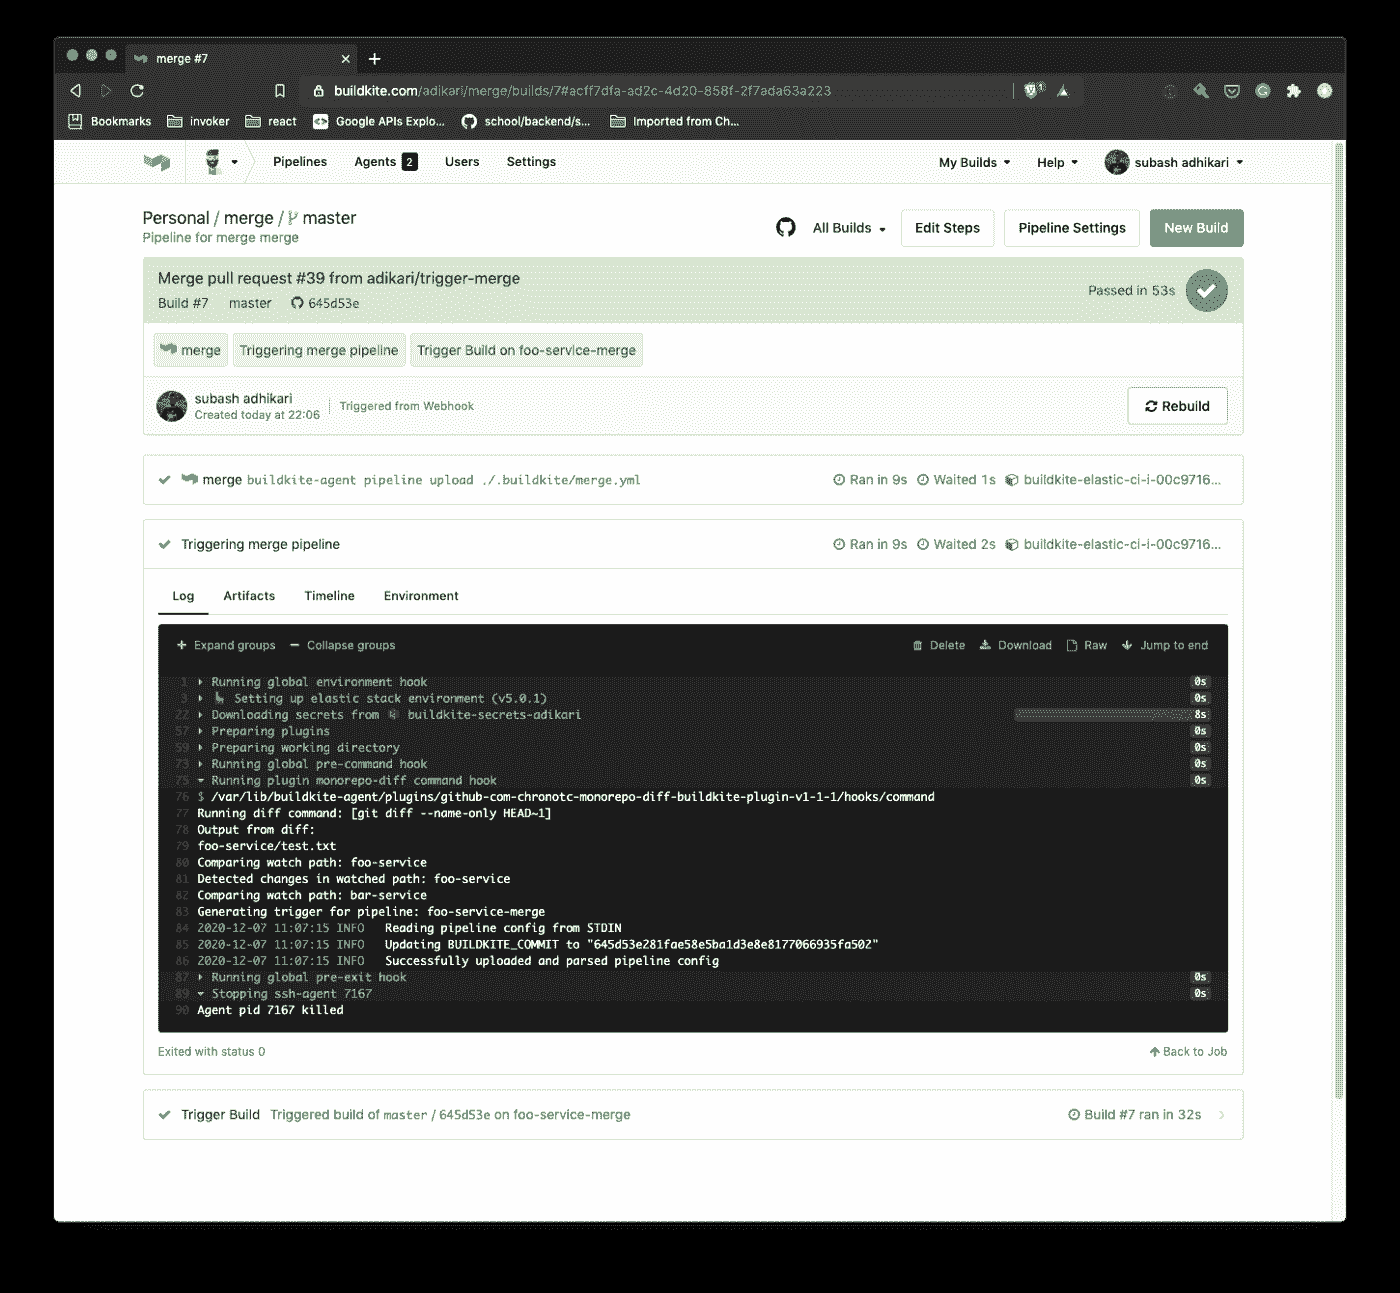 merge #7
buildkite.com/adikari/merge/builds/7#acff7dfa-ad2c-4d20-858f-2f7ada63a223
Bookmarks invoker react Google APIs Explo... school/backend/s... Imported from Ch...
Pipelines Agents 2 Users Settings My Builds Help subash adhikari
Personal / merge / master
Pipeline for merge merge
All Builds Edit Steps Pipeline Settings New Build
Merge pull request #39 from adikari/trigger-merge
Build #7 master 645d53e
Passed in 53s
merge Triggering merge pipeline Trigger Build on foo-service-merge
subash adhikari
Created today at 22:06
Triggered from Webhook
Rebuild
merge buildkite-agent pipeline upload ./.buildkite/merge.yml Ran in 9s Waited 1s buildkite-elastic-ci-i-00c9716...
Triggering merge pipeline Ran in 9s Waited 2s buildkite-elastic-ci-i-00c9716...
Log Artifacts Timeline Environment
+ Expand groups − Collapse groups Delete Download Raw Jump to end
1 Running global environment hook 0s
3 Setting up elastic stack environment (v5.0.1) 0s
22 Downloading secrets from buildkite-secrets-adikari 8s
57 Preparing plugins 0s
59 Preparing working directory 0s
73 Running global pre-command hook 0s
75 Running plugin monorepo-diff command hook 0s
76 $ /var/lib/buildkite-agent/plugins/github-com-chronotc-monorepo-diff-buildkite-plugin-v1-1-1/hooks/command
77 Running diff command: [git diff --name-only HEAD~1]
78 Output from diff:
79 foo-service/test.txt
80 Comparing watch path: foo-service
81 Detected changes in watched path: foo-service
82 Comparing watch path: bar-service
83 Generating trigger for pipeline: foo-service-merge
84 2020-12-07 11:07:15 INFO Reading pipeline config from STDIN
85 2020-12-07 11:07:15 INFO Updating BUILDKITE_COMMIT to "645d53e281fae58e5ba1d3e8e8177066935fa502"
86 2020-12-07 11:07:15 INFO Successfully uploaded and parsed pipeline config
87 Running global pre-exit hook 0s
89 Stopping ssh-agent 7167 0s
90 Agent pid 7167 killed
Exited with status 0 Back to Job
Trigger Build Triggered build of master / 645d53e on foo-service-merge Build #7 ran in 32s